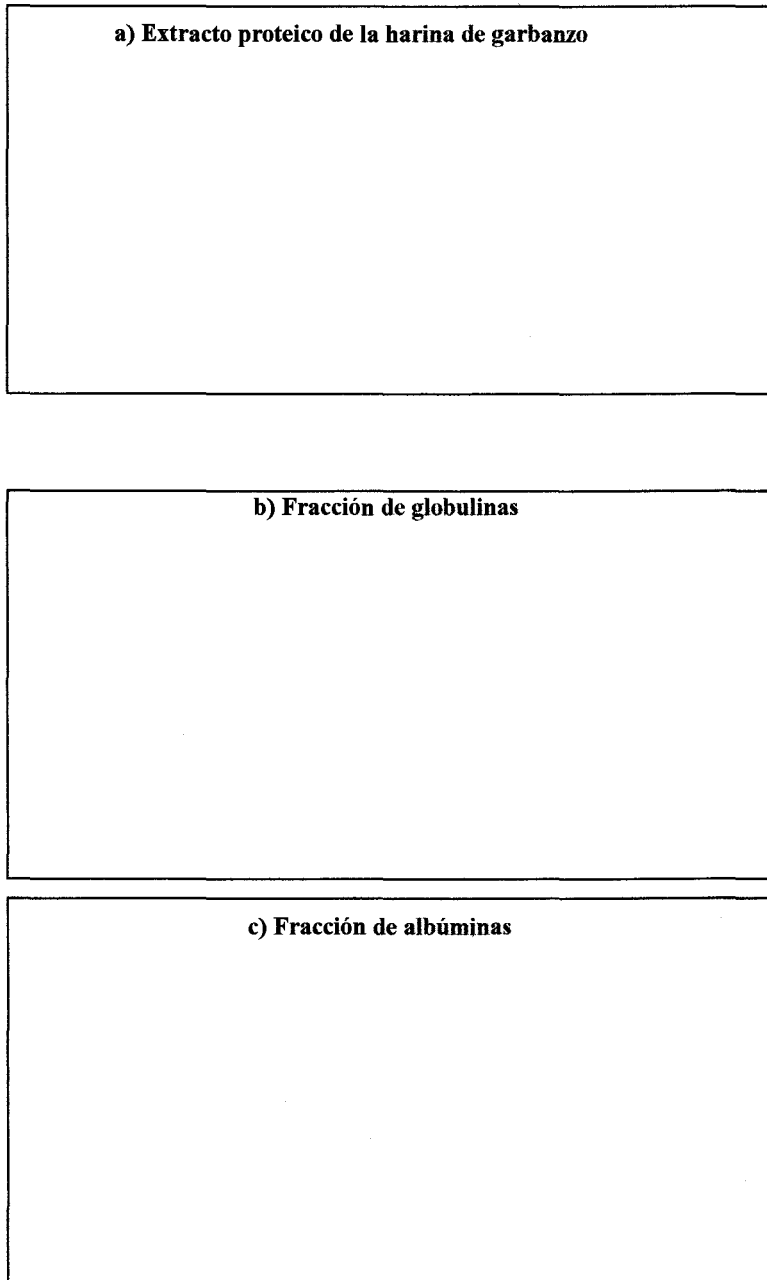 a) Extracto proteico de la harina de garbanzo
b) Fracción de globulinas
c) Fracción de albúminas